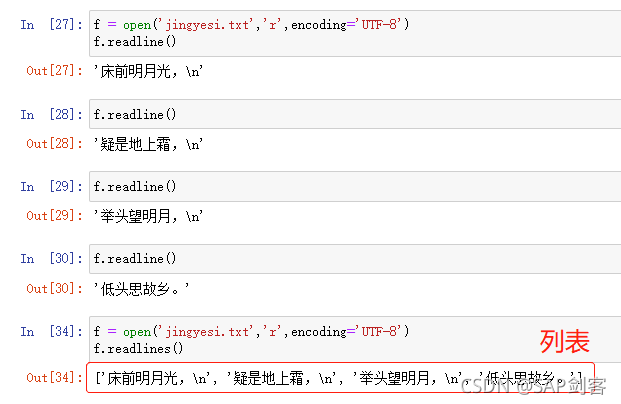 In [27]: f = open('jingyesi.txt','r',encoding='UTF-8')
f.readline()
Out[27]: '床前明月光，\n'
In [28]: f.readline()
Out[28]: '疑是地上霜，\n'
In [29]: f.readline()
Out[29]: '举头望明月，\n'
In [30]: f.readline()
Out[30]: '低头思故乡。'
In [34]: f = open('jingyesi.txt','r',encoding='UTF-8')
f.readlines()
列表
Out[34]: ['床前明月光，\n', '疑是地上霜，\n', '举头望明月，\n', '低头思故乡。']
CSDN @SAP剑客